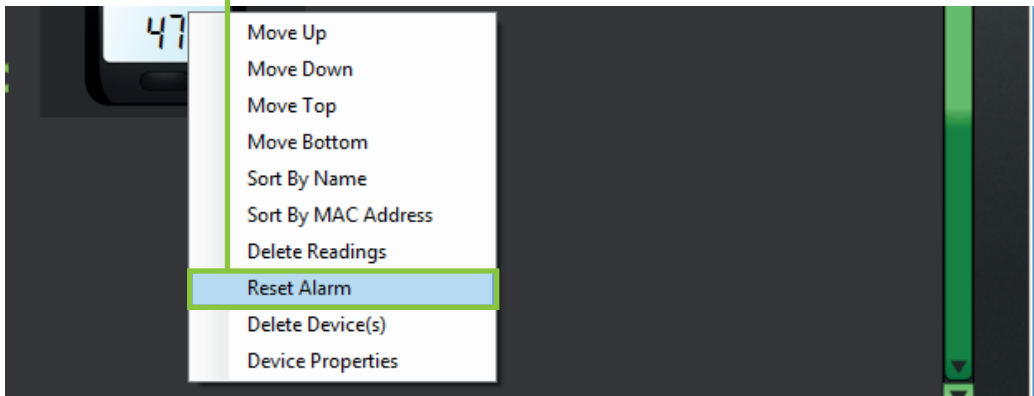 47
Move Up
Move Down
Move Top
Move Bottom
Sort By Name
Sort By MAC Address
Delete Readings
Reset Alarm
Delete Device(s)
Device Properties